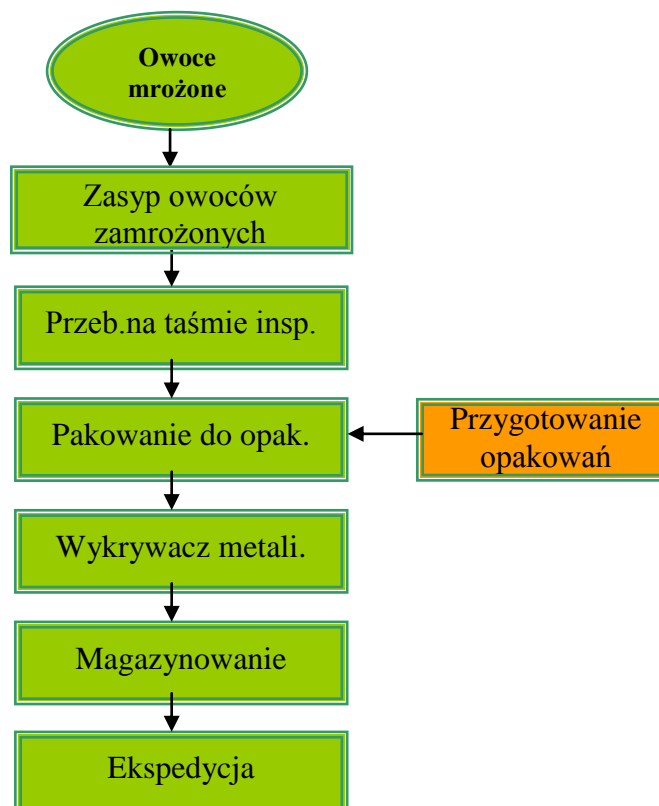 Owoce
mrożone
Zasyp owoców
zamrożonych
Przeb.na taśmie insp.
Pakowanie do opak.
Przygotowanie
opakowań
Wykrywacz metali.
Magazynowanie
Ekspedycja